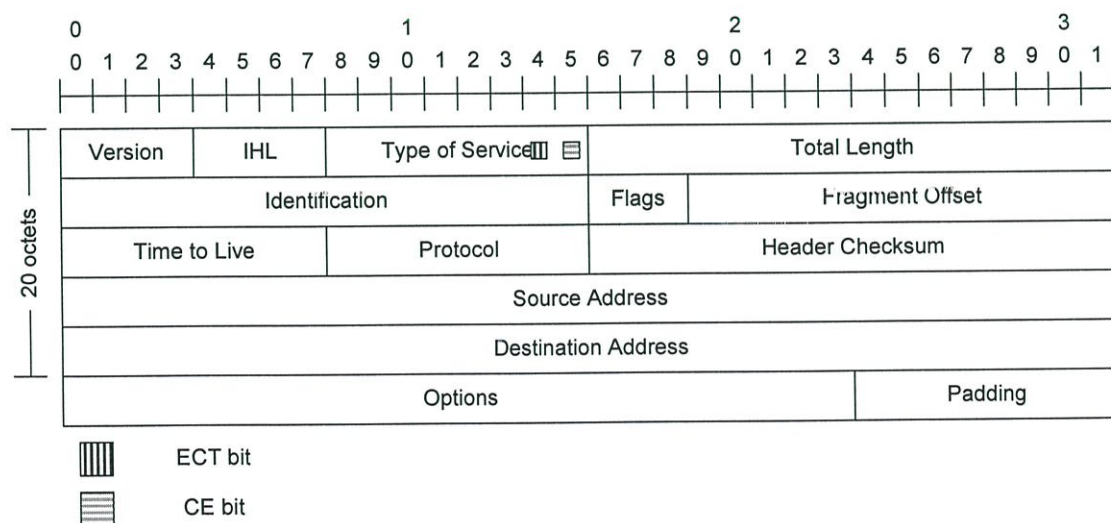 0 1 2 3
0 1 2 3 4 5 6 7 8 9 0 1 2 3 4 5 6 7 8 9 0 1 2 3 4 5 6 7 8 9 0 1
Version IHL Type of Service Total Length
Identification Flags Fragment Offset
Time to Live Protocol Header Checksum
Source Address
Destination Address
Options Padding
20 octets
ECT bit
CE bit